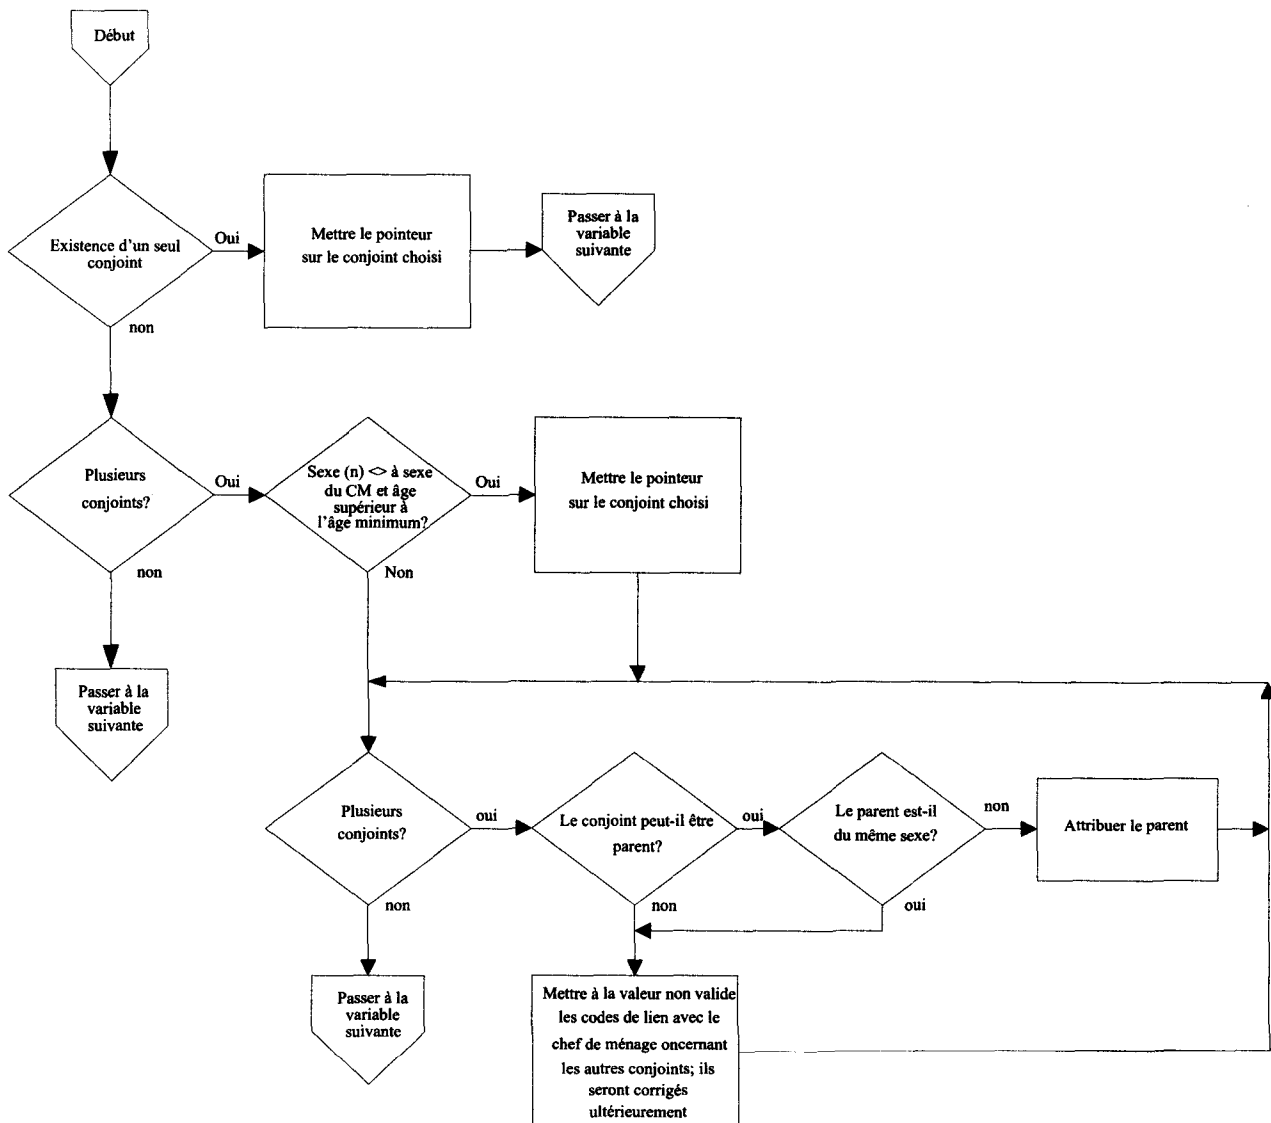 Début
Existence d'un seul
conjoint
Oui
Mettre le pointeur
sur le conjoint choisi
Passer à la
variable
suivante
non
Plusieurs
conjoints?
Oui
Sexe (n) <> à sexe
du CM et âge
supérieur à
l'âge minimum?
Oui
Mettre le pointeur
sur le conjoint choisi
non
Non
Passer à la
variable
suivante
Plusieurs
conjoints?
oui
Le conjoint peut-il être
parent?
oui
Le parent est-il
du même sexe?
non
Attribuer le parent
non
non
oui
Passer à la
variable
suivante
Mettre à la valeur non valide
les codes de lien avec le
chef de ménage oncernant
les autres conjoints; ils
seront corrigés
ultérieurement